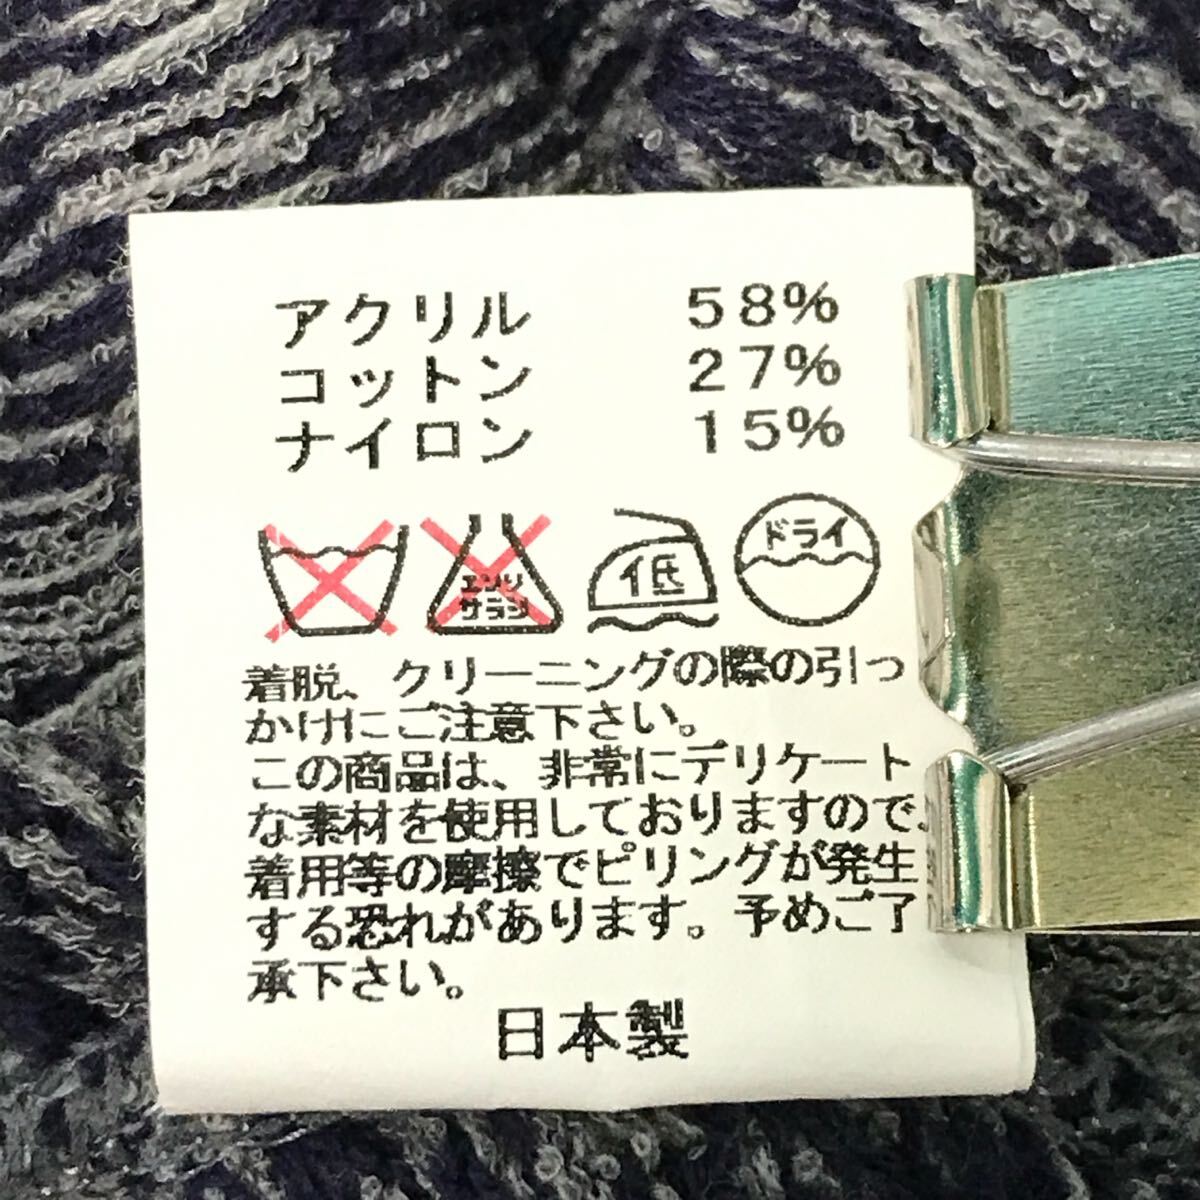 アクリル 58%
コットン 27%
ナイロン 15%
エンソ
サラシ
低
ドライ
着脱、クリーニングの際の引っ
かけにご注意下さい。
この商品は、非常にデリケート
な素材を使用しておりますので、
着用等の摩擦でピリングが発生
する恐れがあります。予めご了
承下さい。
日本製